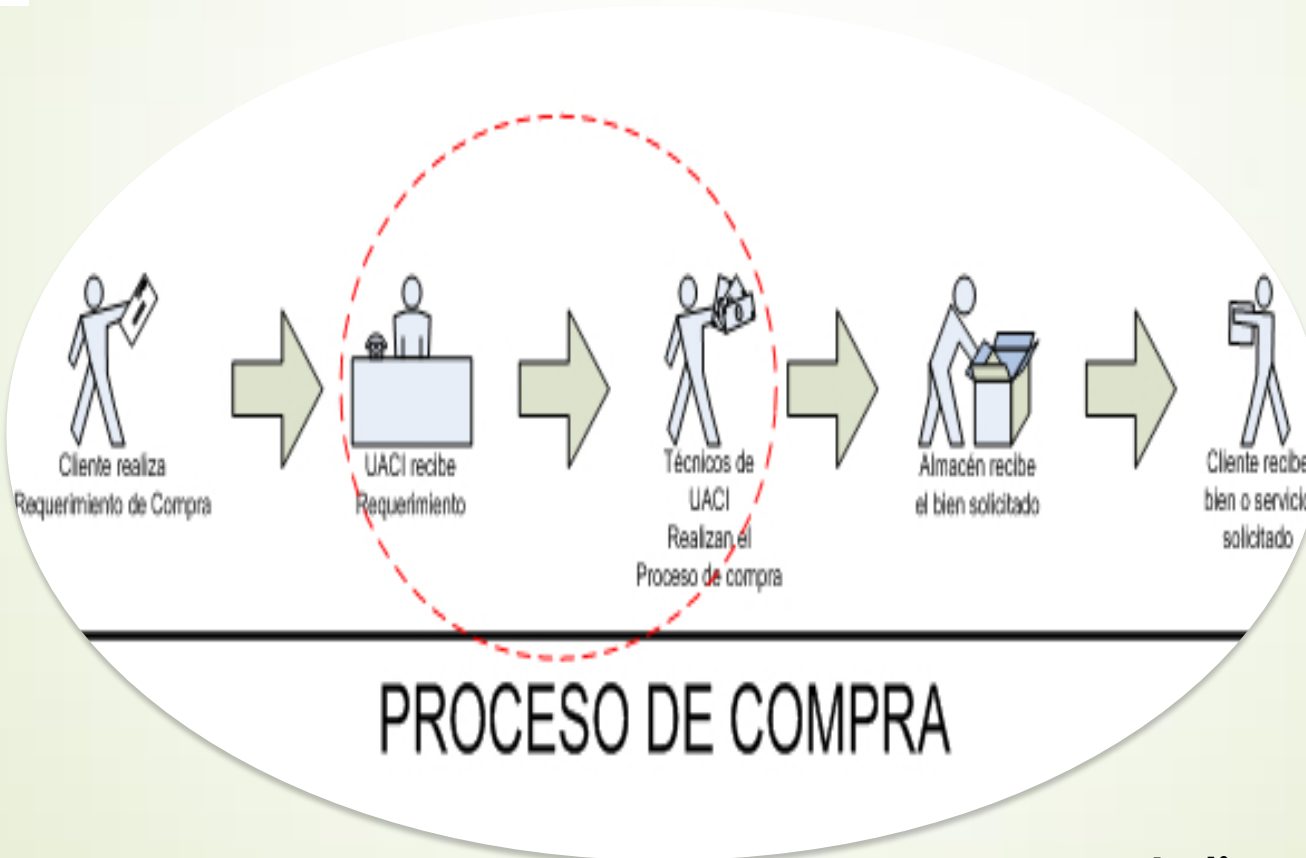 Cliente realiza
Requerimiento de Compra
UACI recibe
Requerimiento
Técnicos de
UACI
Realizan el
Proceso de compra
Almacén recibe
el bien solicitado
Cliente recibe
bien o servicio
solicitado
PROCESO DE COMPRA